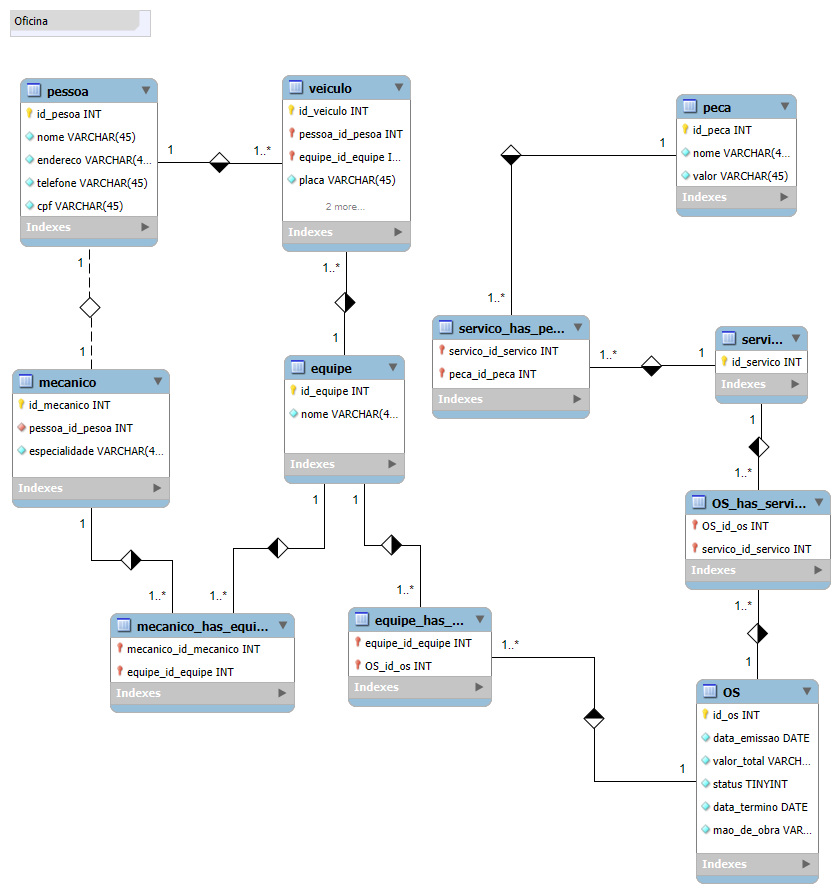 Oficina
pessoa
id_pesoa INT
nome VARCHAR(45)
endereco VARCHAR(4...
telefone VARCHAR(45)
cpf VARCHAR(45)
Indexes
1
1..*
veiculo
id_veiculo INT
pessoa_id_pesoa INT
equipe_id_equipe I...
placa VARCHAR(45)
2 more...
Indexes
peca
id_peca INT
nome VARCHAR(4...
valor VARCHAR(45)
Indexes
1
1..*
1
1
1..*
1
mecanico
id_mecanico INT
pessoa_id_pesoa INT
especialidade VARCHAR(4...
Indexes
equipe
id_equipe INT
nome VARCHAR(4...
Indexes
servico_has_pe...
servico_id_servico INT
peca_id_peca INT
Indexes
1..*
1
servi...
id_servico INT
Indexes
1
1..*
OS_has_servi...
OS_id_os INT
servico_id_servico INT
Indexes
1
1..*
1
1..*
1
1..*
mecanico_has_equi...
mecanico_id_mecanico INT
equipe_id_equipe INT
Indexes
equipe_has_...
equipe_id_equipe INT
OS_id_os INT
Indexes
1..*
1
1..*
1
OS
id_os INT
data_emissao DATE
valor_total VARCH...
status TINYINT
data_termino DATE
mao_de_obra VAR...
Indexes